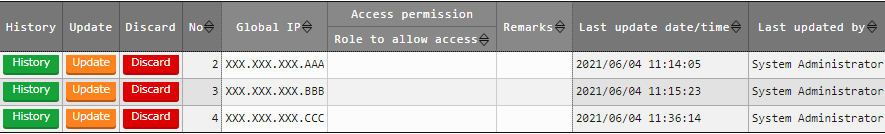 Access permission
History Update Discard No Global IP Role to allow access Remarks Last update date/time Last updated by
History Update Discard 2 XXX.XXX.XXX.AAA 2021/06/04 11:14:05 System Administrator
History Update Discard 3 XXX.XXX.XXX.BBB 2021/06/04 11:15:23 System Administrator
History Update Discard 4 XXX.XXX.XXX.CCC 2021/06/04 11:36:14 System Administrator